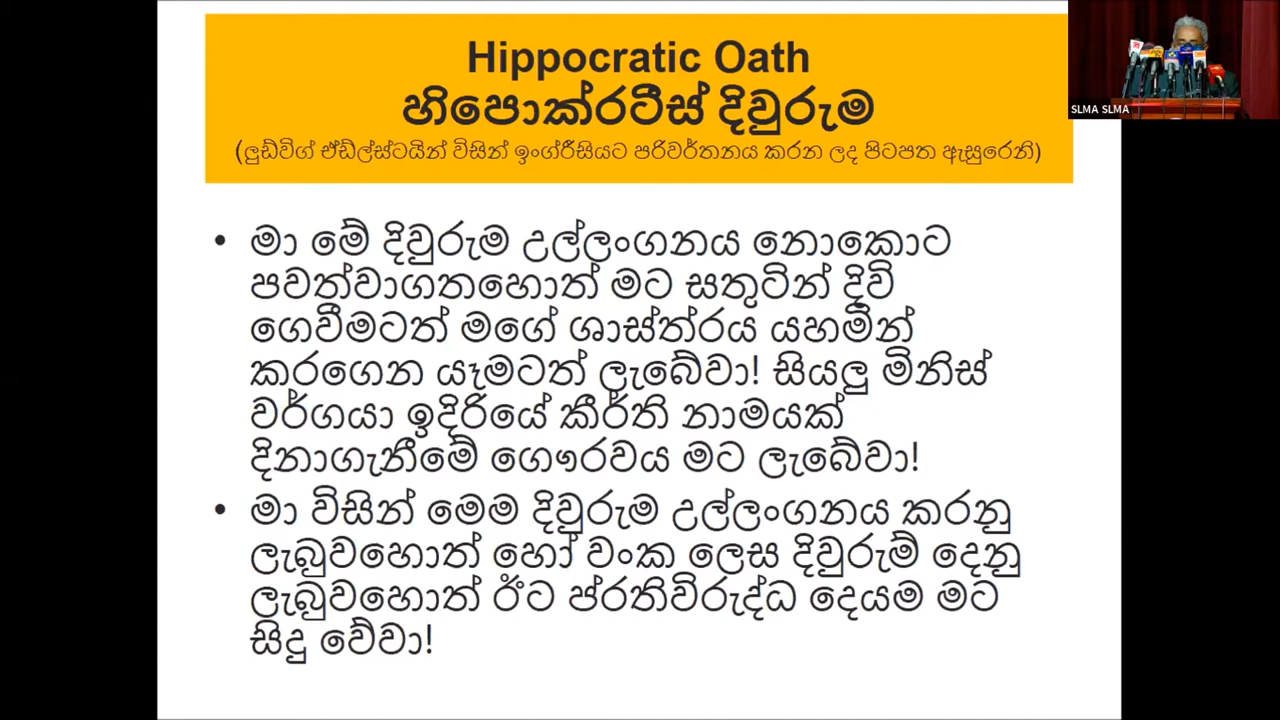 Hippocratic Oath
හිපොක්රටීස් දිවුරුම
(ලුඩ්විග් ඒඩ්ල්ස්ටයින් විසින් ඉංග්රීසියට පරිවර්තනය කරන ලද පිටපත ඇසුරෙනි)
SLMA SLMA
• මා මේ දිවුරුම උල්ලංගනය නොකොට
පවත්වාගතහොත් මට සතුටින් දිවි
ගෙවීමටත් මගේ ශාස්ත්රය යහමින්
කරගෙන යෑමටත් ලැබේවා! සියලු මිනිස්
වර්ගයා ඉදිරියේ කීර්ති නාමයක්
දිනාගැනීමේ ගෞරවය මට ලැබේවා!
• මා විසින් මෙම දිවුරුම උල්ලංගනය කරනු
ලැබුවහොත් හෝ වංක ලෙස දිවුරුම් දෙනු
ලැබුවහොත් ඊට ප්රතිවිරුද්ධ දෙයම මට
සිදු වේවා!